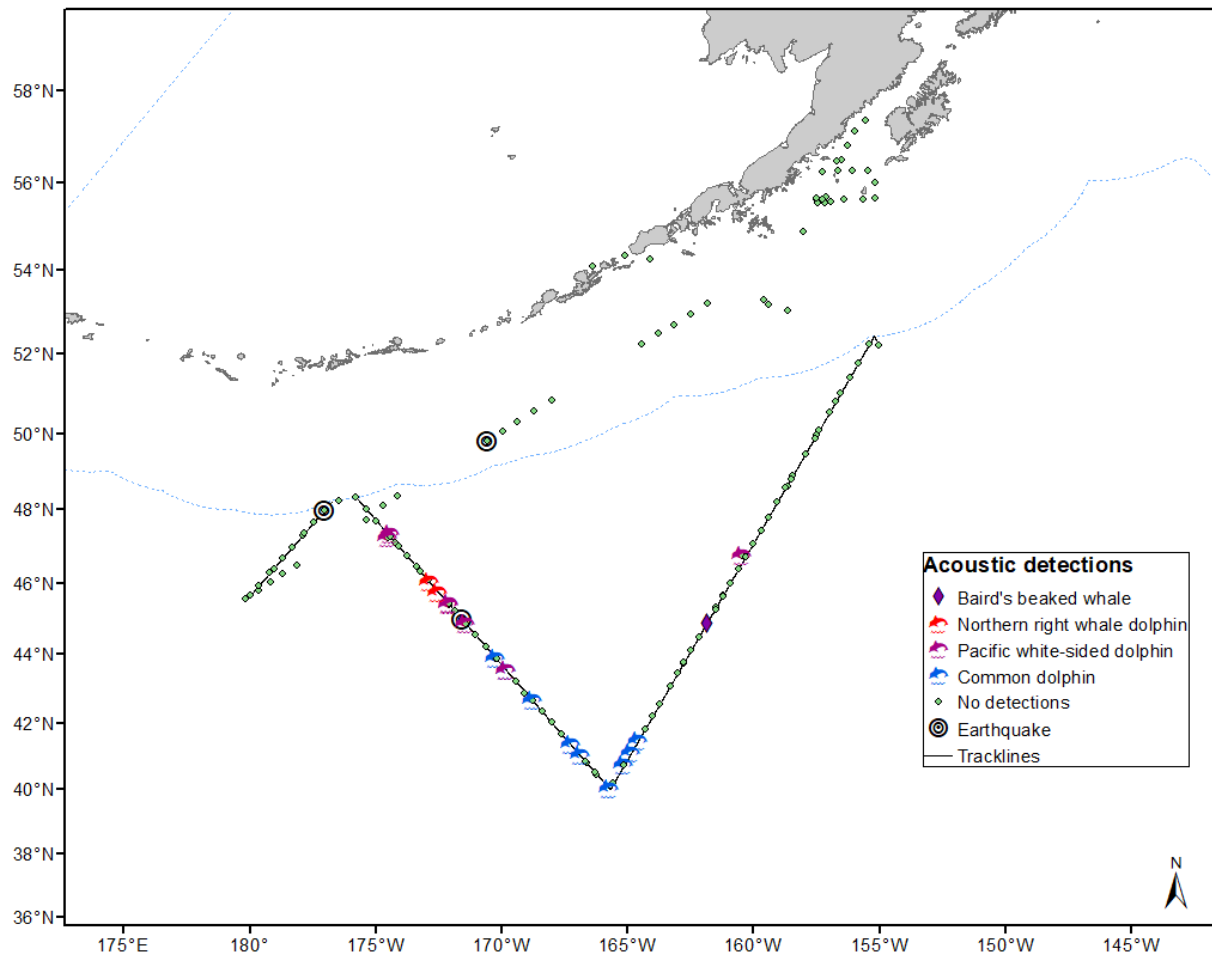 58°N
56°N
54°N
52°N
50°N
48°N
46°N
44°N
42°N
40°N
38°N
36°N
Acoustic detections
Baird's beaked whale
Northern right whale dolphin
Pacific white-sided dolphin
Common dolphin
No detections
Earthquake
Tracklines
N
175°E 180° 175°W 170°W 165°W 160°W 155°W 150°W 145°W